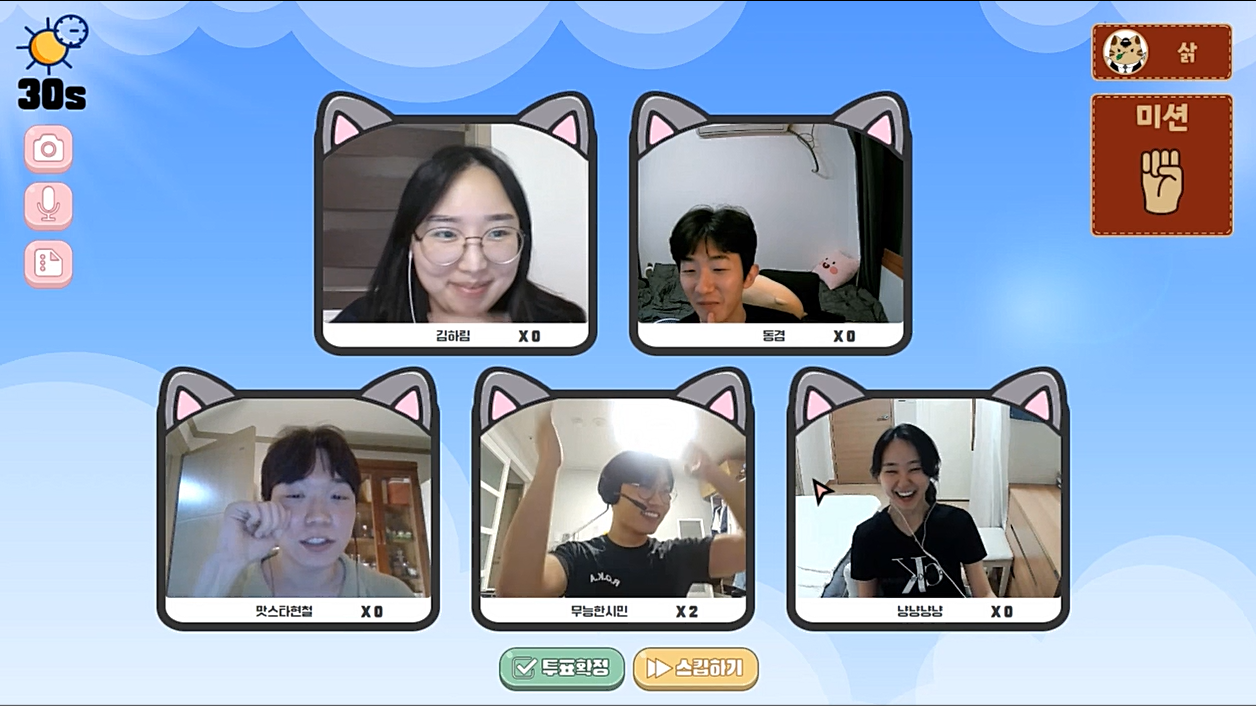 30s
삵
미션
김하림 X 0
동겸 X 0
맛스타현철 X 0
무능한시민 X 2
냥냥냥냥 X 0
투표확정
스킵하기